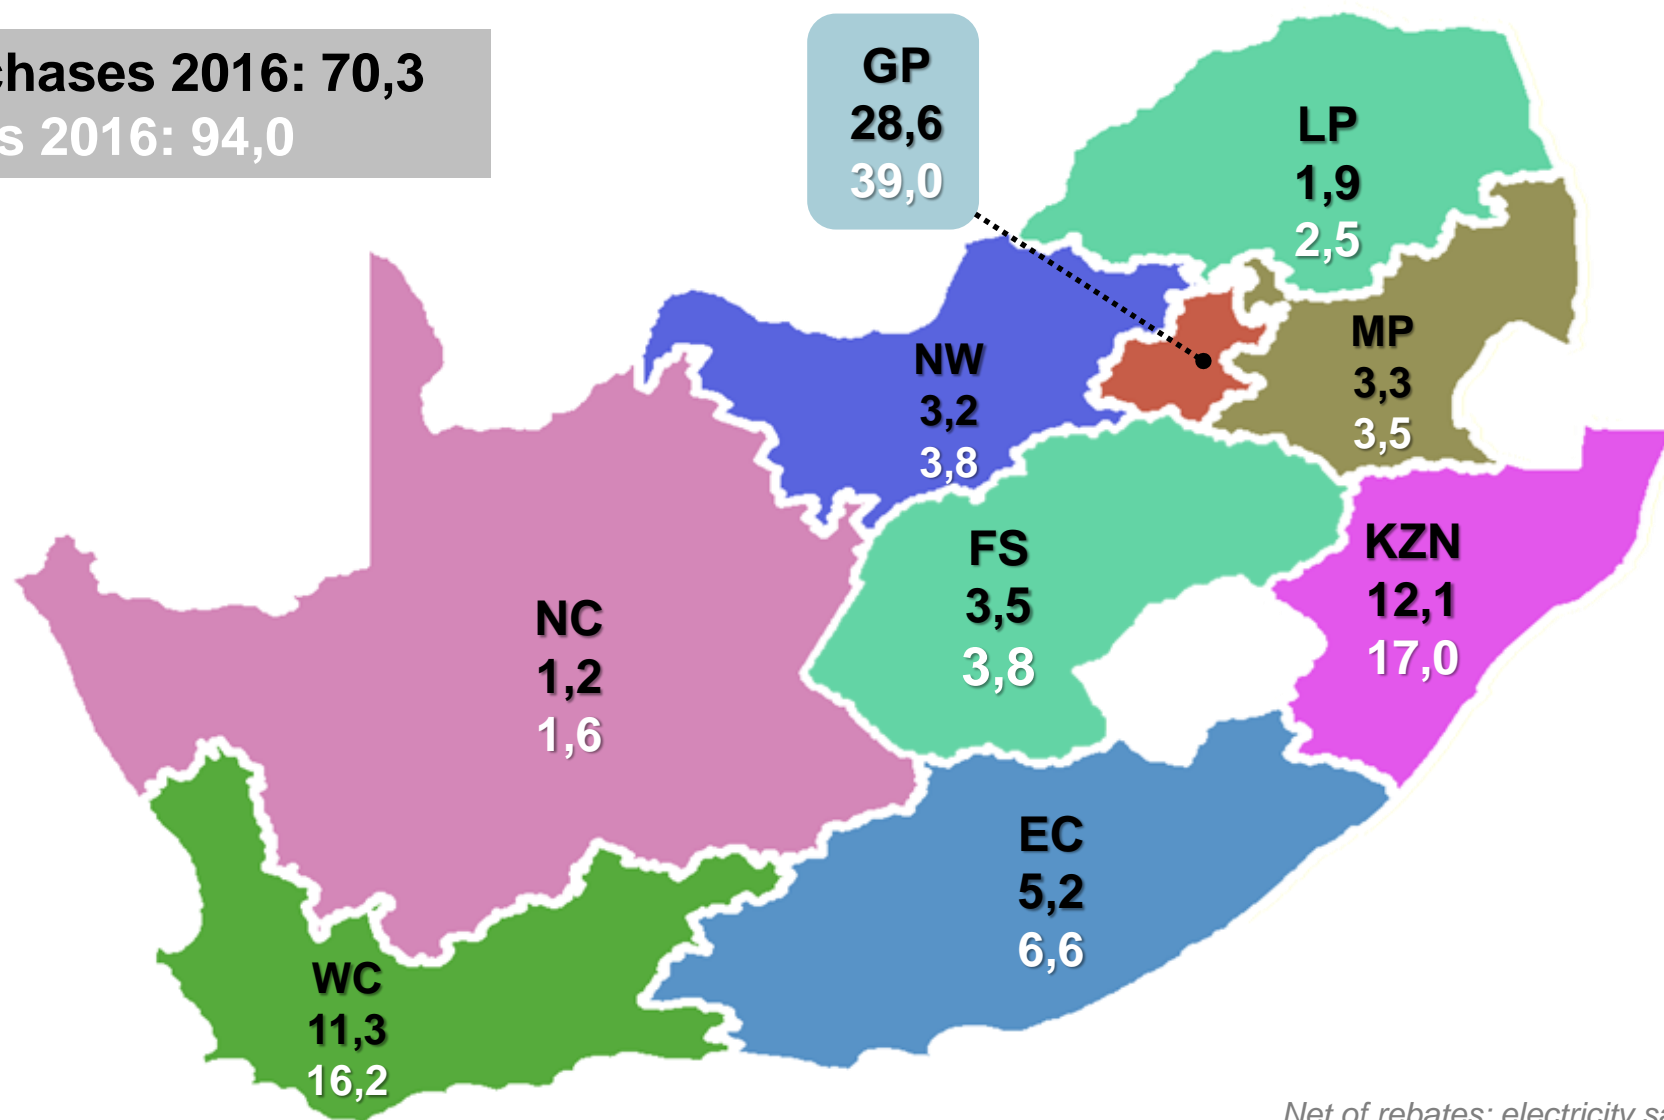 chases 2016: 70,3
s 2016: 94,0
GP
28,6
39,0
LP
1,9
2,5
MP
3,3
3,5
NW
3,2
3,8
FS
3,5
3,8
KZN
12,1
17,0
NC
1,2
1,6
EC
5,2
6,6
WC
11,3
16,2
Net of rebates: electricity sa